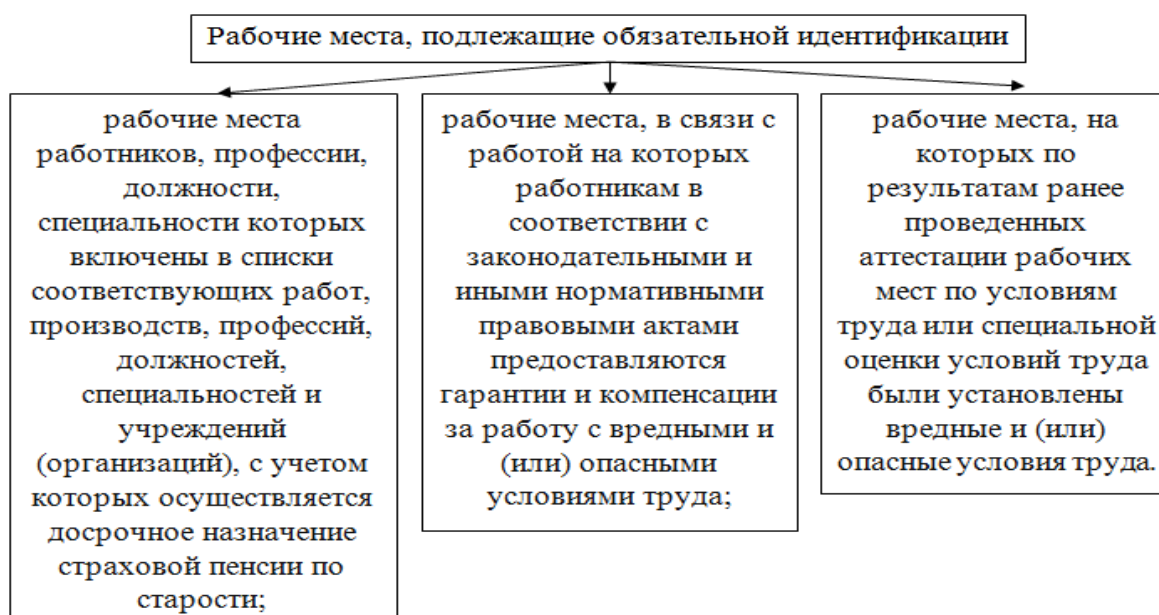 Рабочие места, подлежащие обязательной идентификации
рабочие места
работников, профессии,
должности,
специальности которых
включены в списки
соответствующих работ,
производств, профессий,
должностей,
специальностей и
учреждений
(организаций), с учетом
которых осуществляется
досрочное назначение
страховой пенсии по
старости;
рабочие места, в связи с
работой на которых
работникам в
соответствии с
законодательными и
иными нормативными
правовыми актами
предоставляются
гарантии и компенсации
за работу с вредными и
(или) опасными
условиями труда;
рабочие места, на
которых по
результатам ранее
проведенных
аттестации рабочих
мест по условиям
труда или специальной
оценки условий труда
были установлены
вредные и (или)
опасные условия труда.